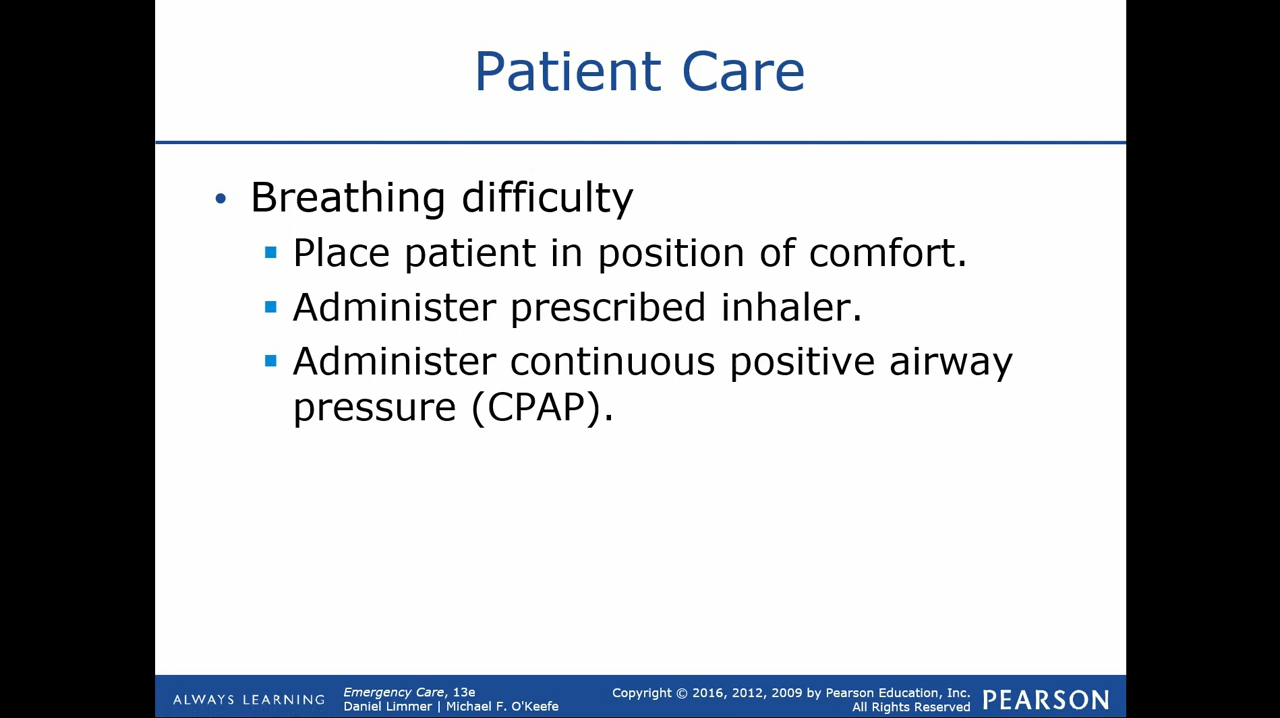 Patient Care
• Breathing difficulty
▪ Place patient in position of comfort.
▪ Administer prescribed inhaler.
▪ Administer continuous positive airway
pressure (CPAP).
ALWAYS LEARNING
Emergency Care, 13e
Daniel Limmer | Michael F. O'Keefe
Copyright © 2016, 2012, 2009 by Pearson Education, Inc.
All Rights Reserved
PEARSON